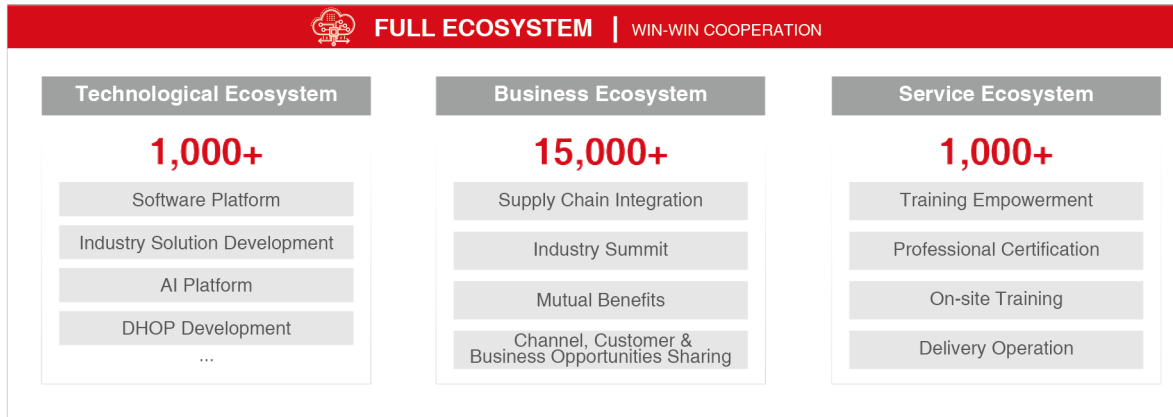 FULL ECOSYSTEM | WIN-WIN COOPERATION
Technological Ecosystem
1,000+
Software Platform
Industry Solution Development
AI Platform
DHOP Development
...
Business Ecosystem
15,000+
Supply Chain Integration
Industry Summit
Mutual Benefits
Channel, Customer &
Business Opportunities Sharing
Service Ecosystem
1,000+
Training Empowerment
Professional Certification
On-site Training
Delivery Operation